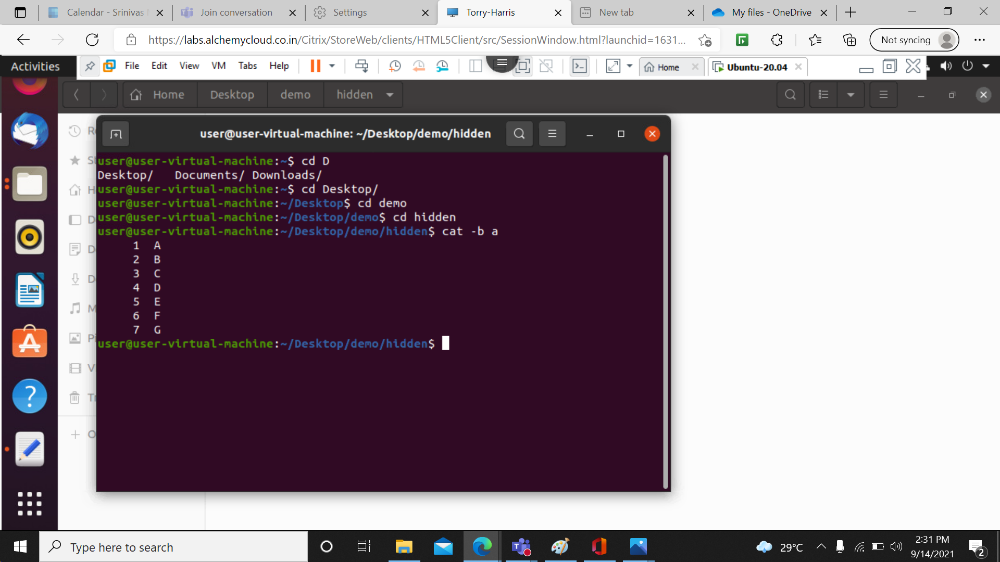 Calendar - Srinivas
Join conversation
Settings
Torry-Harris
New tab
My files - OneDrive
https://labs.alchemycloud.co.in/Citrix/StoreWeb/clients/HTML5Client/src/SessionWindow.html?launchid=1631...
Not syncing
Activities
File Edit View VM Tabs Help
Home
Ubuntu-20.04
Home Desktop demo hidden
user@user-virtual-machine: ~/Desktop/demo/hidden
user@user-virtual-machine:~$ cd D
Desktop/ Documents/ Downloads/
user@user-virtual-machine:~$ cd Desktop/
user@user-virtual-machine:~/Desktop$ cd demo
user@user-virtual-machine:~/Desktop/demo$ cd hidden
user@user-virtual-machine:~/Desktop/demo/hidden$ cat -b a
1 A
2 B
3 C
4 D
5 E
6 F
7 G
user@user-virtual-machine:~/Desktop/demo/hidden$
Type here to search
29°C
2:31 PM
9/14/2021
2